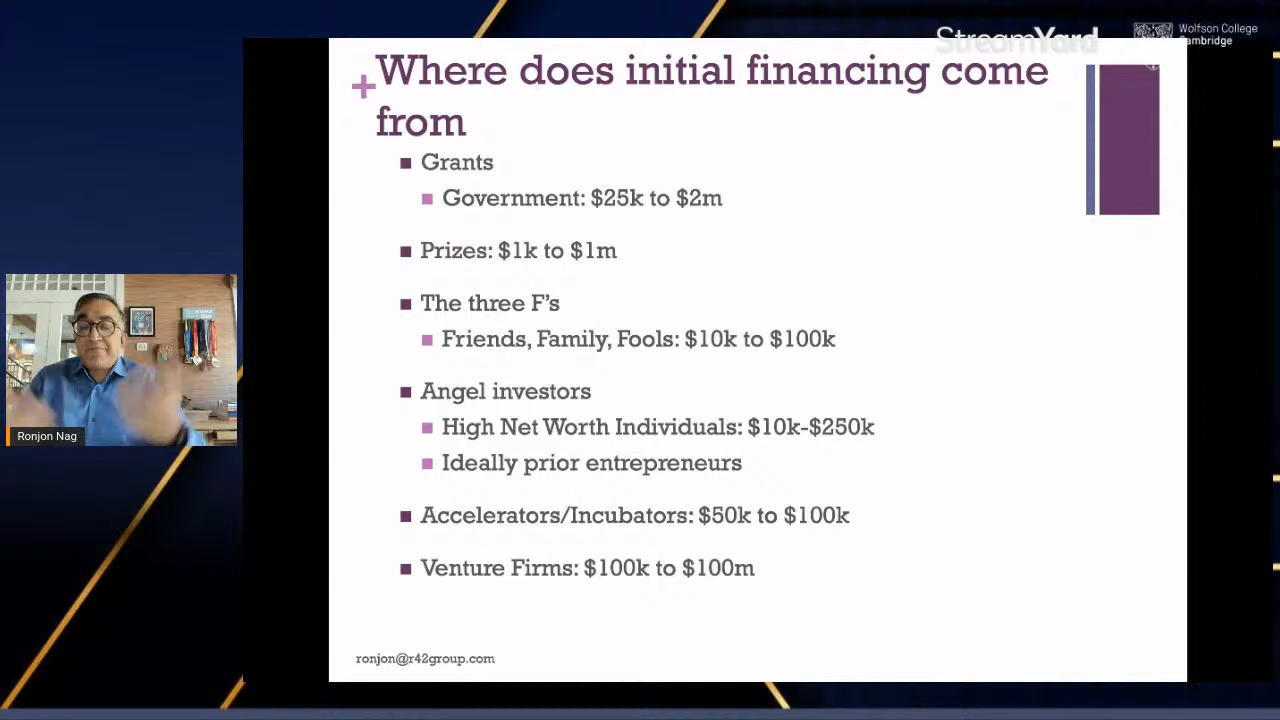 StreamYard
Wolfson College
Cambridge
+Where does initial financing come
from
Grants
Government: $25k to $2m
Prizes: $1k to $1m
The three F's
Friends, Family, Fools: $10k to $100k
Angel investors
High Net Worth Individuals: $10k-$250k
Ideally prior entrepreneurs
Accelerators/Incubators: $50k to $100k
Venture Firms: $100k to $100m
Ronjon Nag
ronjon@r42group.com